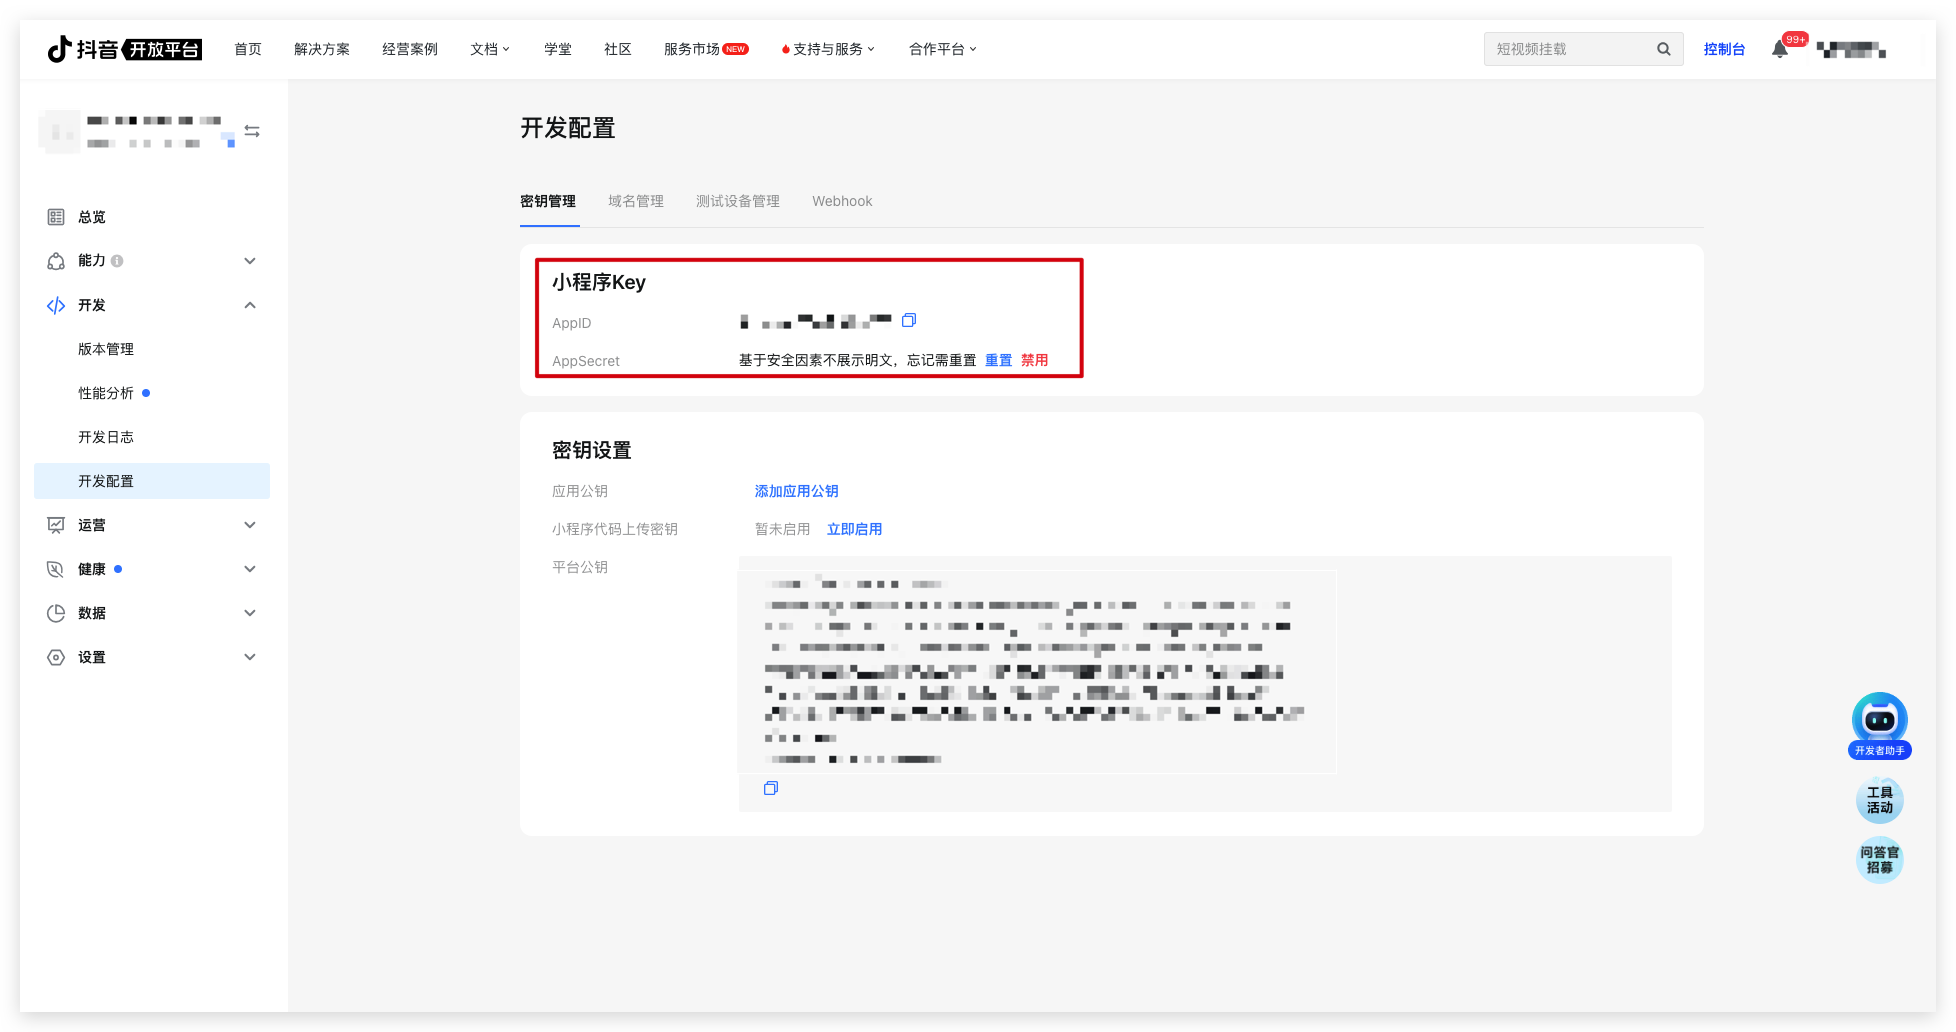 抖音 开放平台 首页 解决方案 经营案例 文档 学堂 社区 服务市场 NEW 支持与服务 合作平台 短视频挂载 控制台 99+
总览
能力
开发
版本管理
性能分析
开发日志
开发配置
运营
健康
数据
设置
开发配置
密钥管理 域名管理 测试设备管理 Webhook
小程序Key
AppID
AppSecret 基于安全因素不展示明文，忘记需重置 重置 禁用
密钥设置
应用公钥 添加应用公钥
小程序代码上传密钥 暂未启用 立即启用
平台公钥
开发者助手
工具
活动
问答官
招募